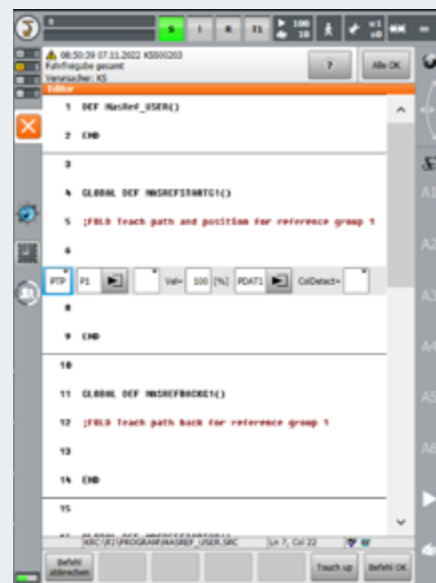 S I R T1 100 10
08:50:39 07.11.2022 KSS00203
Fahrfreigabe gesamt
Verursacher: KS
? Alle OK
Editor
1 DEF MasRef_USER()
2 END
3
4 GLOBAL DEF MASREFSTARTG1()
5 ;FOLD Teach path and position for reference group 1
6
PTP P1 Vel= 100 [%] PDAT1 ColDetect=
8
9 END
10
11 GLOBAL DEF MASREFBACKG1()
12 ;FOLD Teach path back for reference group 1
13
14 END
15
KRC:\R1\PROGRAM\MASREF_USER.SRC Ln 7, Col 22
Befehl abbrechen Touch up Befehl OK
A1
A2
A3
A4
A5
A6